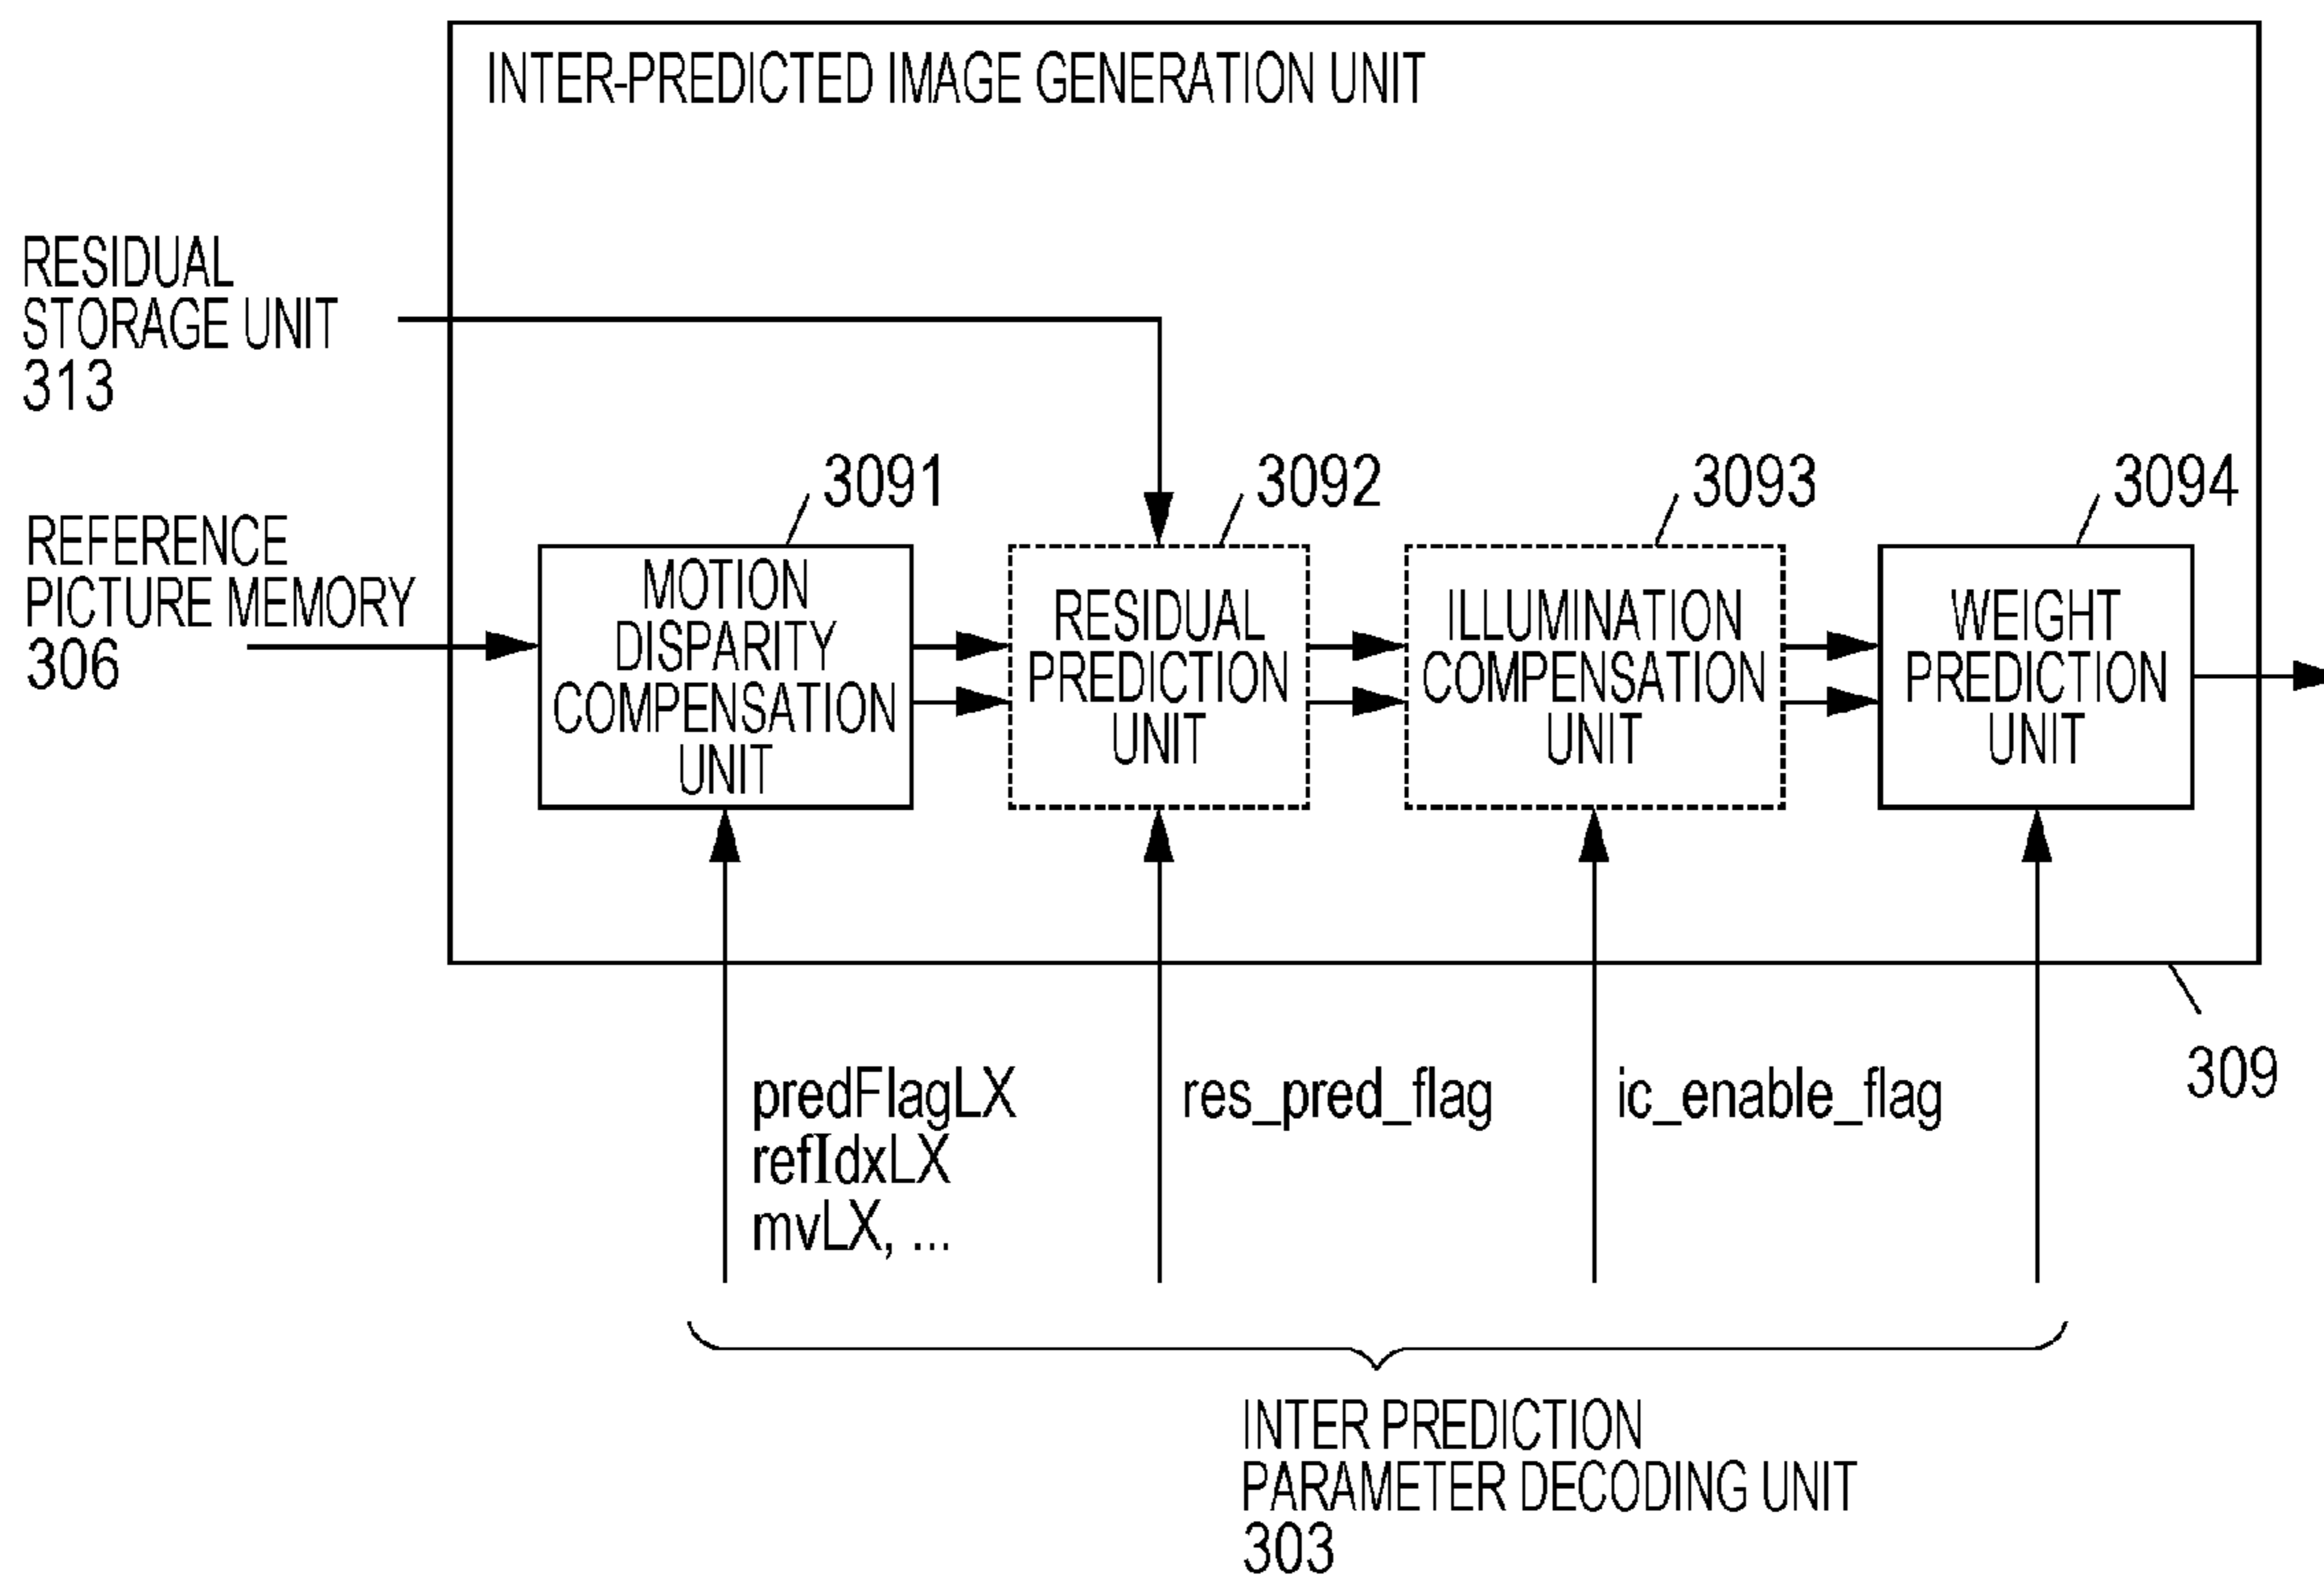 INTER-PREDICTED IMAGE GENERATION UNIT
RESIDUAL
STORAGE UNIT
313
REFERENCE
PICTURE MEMORY
306
3091
MOTION
DISPARITY
COMPENSATION
UNIT
3092
RESIDUAL
PREDICTION
UNIT
3093
ILLUMINATION
COMPENSATION
UNIT
3094
WEIGHT
PREDICTION
UNIT
309
predFlagLX
refIdxLX
mvLX, ...
res_pred_flag
ic_enable_flag
INTER PREDICTION
PARAMETER DECODING UNIT
303